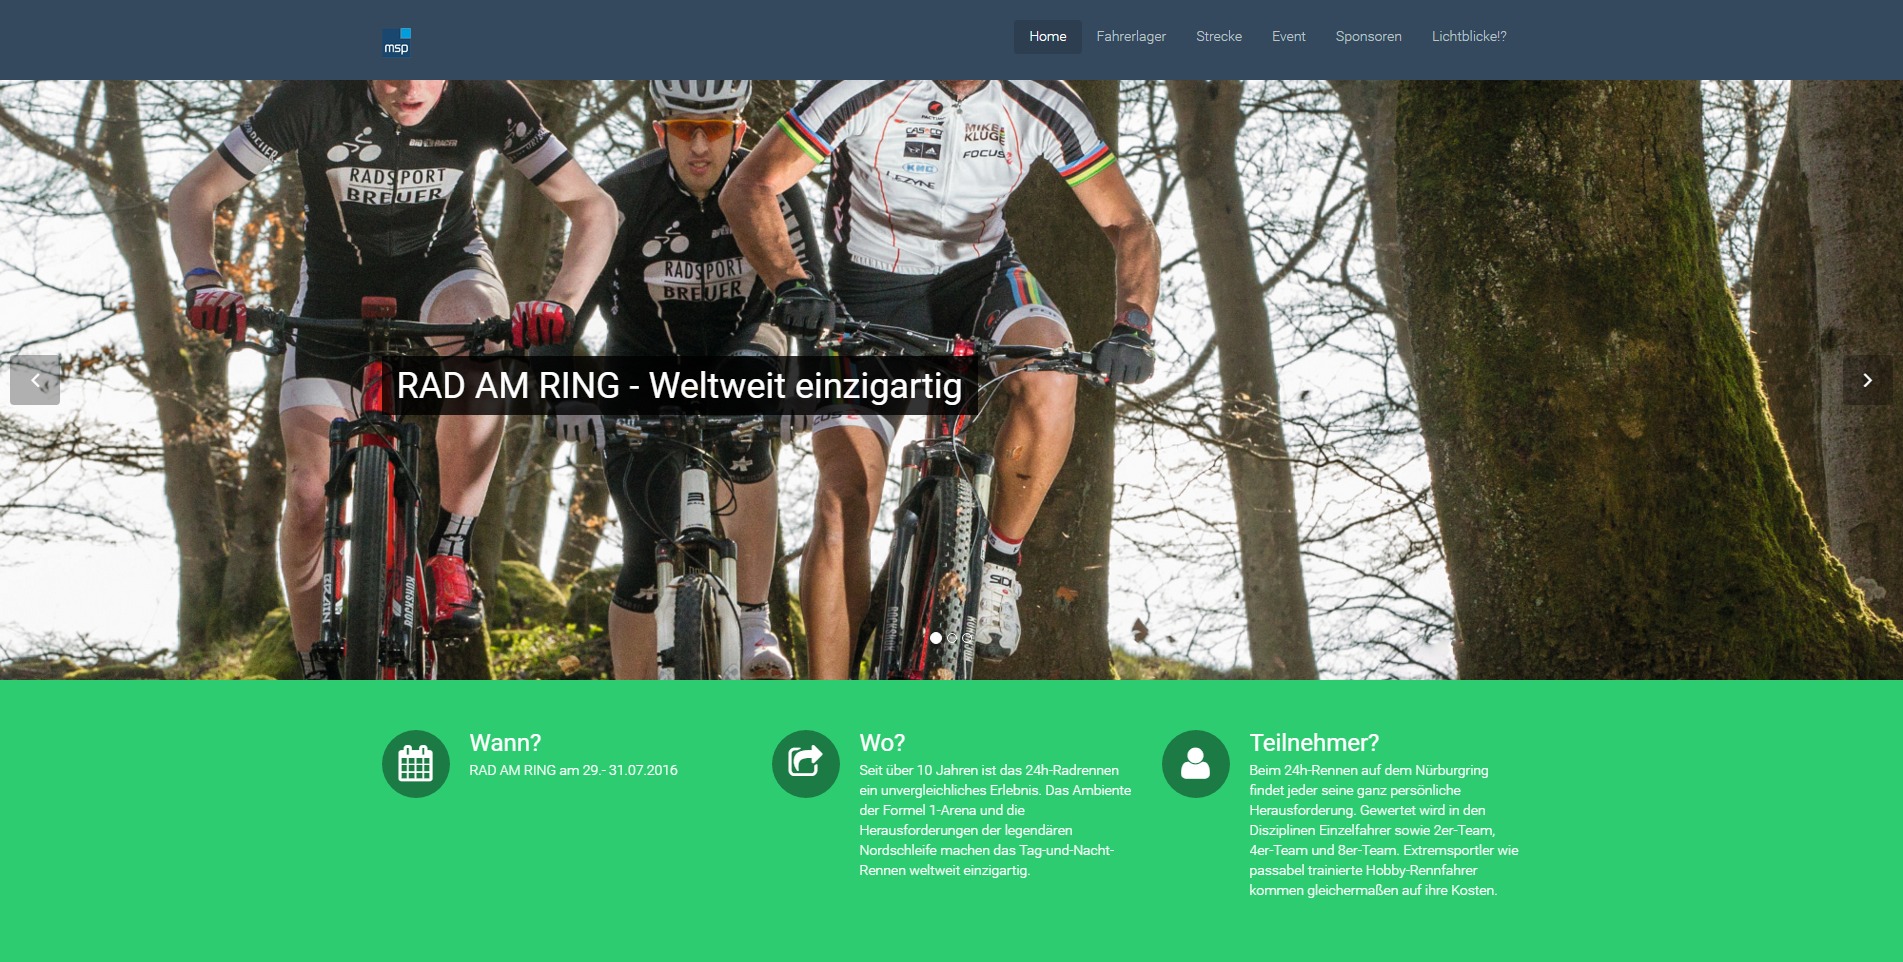 msp
Home
Fahrerlager
Strecke
Event
Sponsoren
Lichtblicke!?
RADSPORT
BREUER
RADSPORT
BREUER
MIKE
KLUGE
FOCUS
KMC
LEZYNE
RAD AM RING - Weltweit einzigartig
SIDI
ROCKSHOX
ROCKSHOX
Wann?
RAD AM RING am 29.- 31.07.2016
Wo?
Seit über 10 Jahren ist das 24h-Radrennen
ein unvergleichliches Erlebnis. Das Ambiente
der Formel 1-Arena und die
Herausforderungen der legendären
Nordschleife machen das Tag-und-Nacht-
Rennen weltweit einzigartig.
Teilnehmer?
Beim 24h-Rennen auf dem Nürburgring
findet jeder seine ganz persönliche
Herausforderung. Gewertet wird in den
Disziplinen Einzelfahrer sowie 2er-Team,
4er-Team und 8er-Team. Extremsportler wie
passabel trainierte Hobby-Rennfahrer
kommen gleichermaßen auf ihre Kosten.